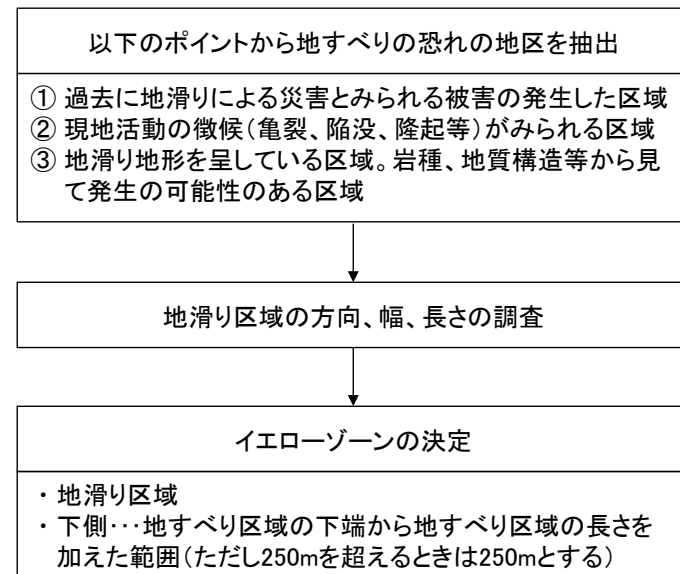 以下のポイントから地すべりの恐れの地区を抽出
① 過去に地滑りによる災害とみられる被害の発生した区域
② 現地活動の徴候（亀裂、陥没、隆起等）がみられる区域
③ 地滑り地形を呈している区域。岩種、地質構造等から見
て発生の可能性のある区域
地滑り区域の方向、幅、長さの調査
イエローゾーンの決定
・ 地滑り区域
・ 下側・・・地すべり区域の下端から地すべり区域の長さを
加えた範囲（ただし250mを超えるときは250mとする）